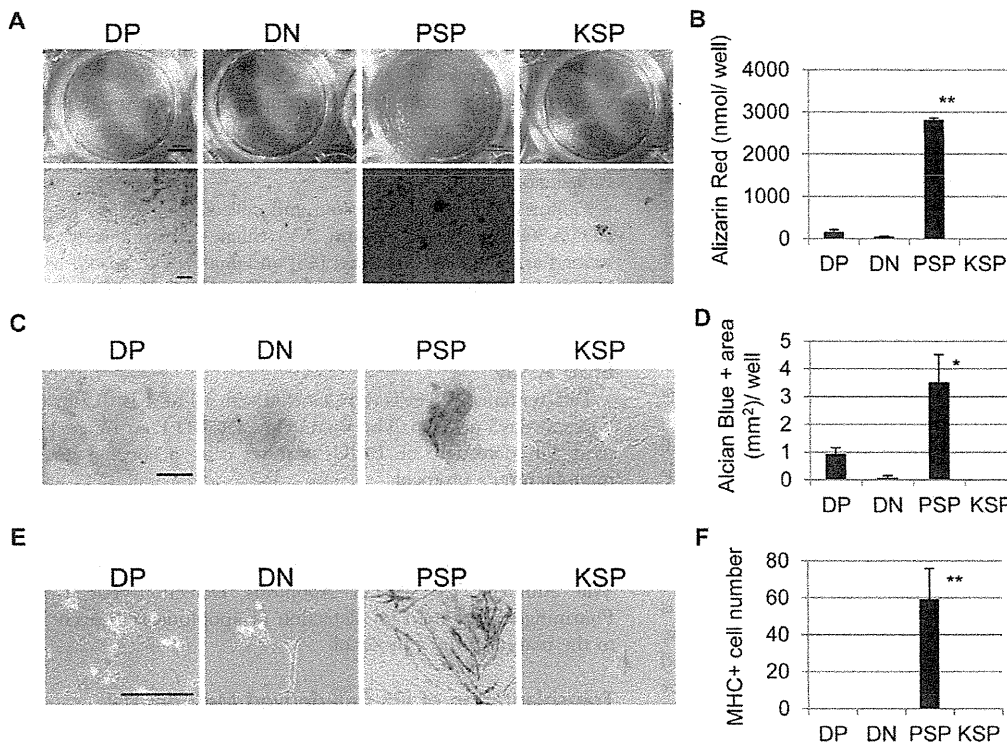 A
DP DN PSP KSP
B
Alizarin Red (nmol/ well)
4000
3000
2000
1000
0
**
DP DN PSP KSP
C
DP DN PSP KSP
D
Alcian Blue + area
(mm²)/ well
5
4
3
2
1
0
*
DP DN PSP KSP
E
DP DN PSP KSP
F
MHC+ cell number
80
60
40
20
0
**
DP DN PSP KSP